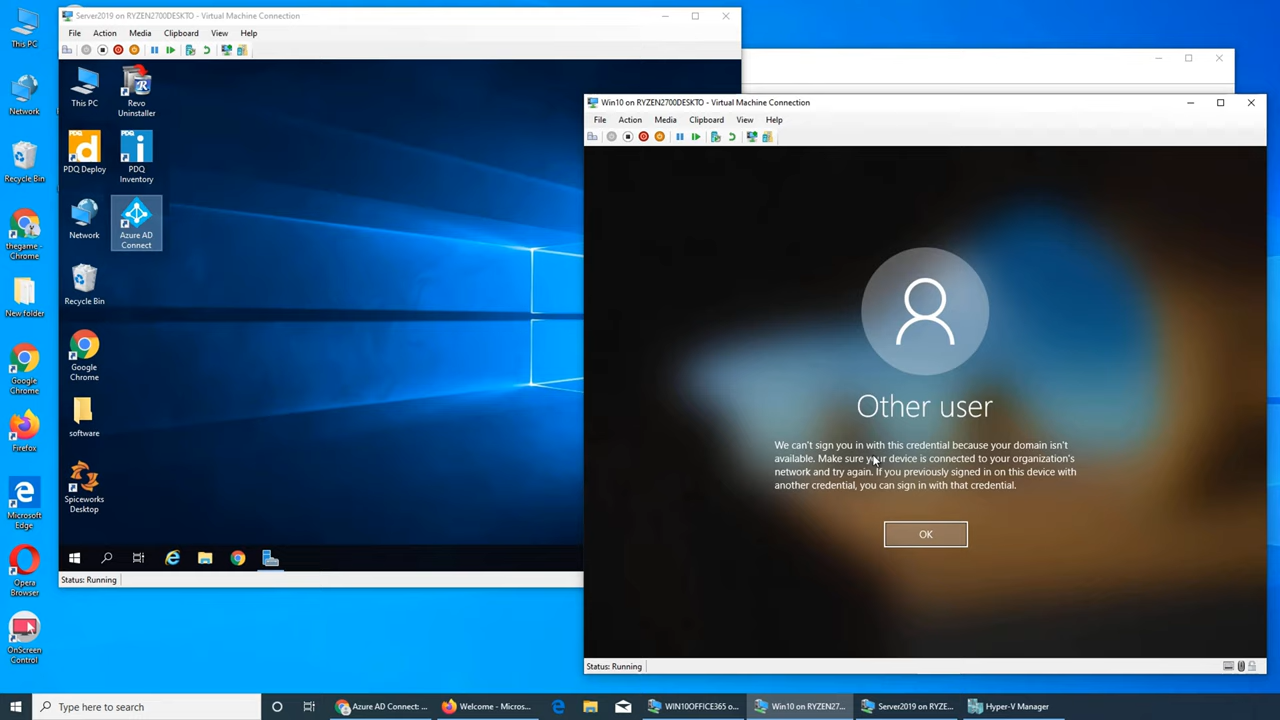 This PC
Network
Recycle Bin
thegame -
Chrome
New folder
Google
Chrome
Firefox
Microsoft
Edge
Opera
Browser
OnScreen
Control
Server2019 on RYZEN2700DESKTO - Virtual Machine Connection
File Action Media Clipboard View Help
This PC
Revo
Uninstaller
PDQ Deploy
PDQ
Inventory
Network
Azure AD
Connect
Recycle Bin
Google
Chrome
software
Spiceworks
Desktop
Status: Running
Win10 on RYZEN2700DESKTO - Virtual Machine Connection
File Action Media Clipboard View Help
Other user
We can't sign you in with this credential because your domain isn't
available. Make sure your device is connected to your organization's
network and try again. If you previously signed in on this device with
another credential, you can sign in with that credential.
OK
Status: Running
Type here to search
Azure AD Connect: ...
Welcome - Micros...
WIN10OFFICE365 o...
Win10 on RYZEN27...
Server2019 on RYZE...
Hyper-V Manager